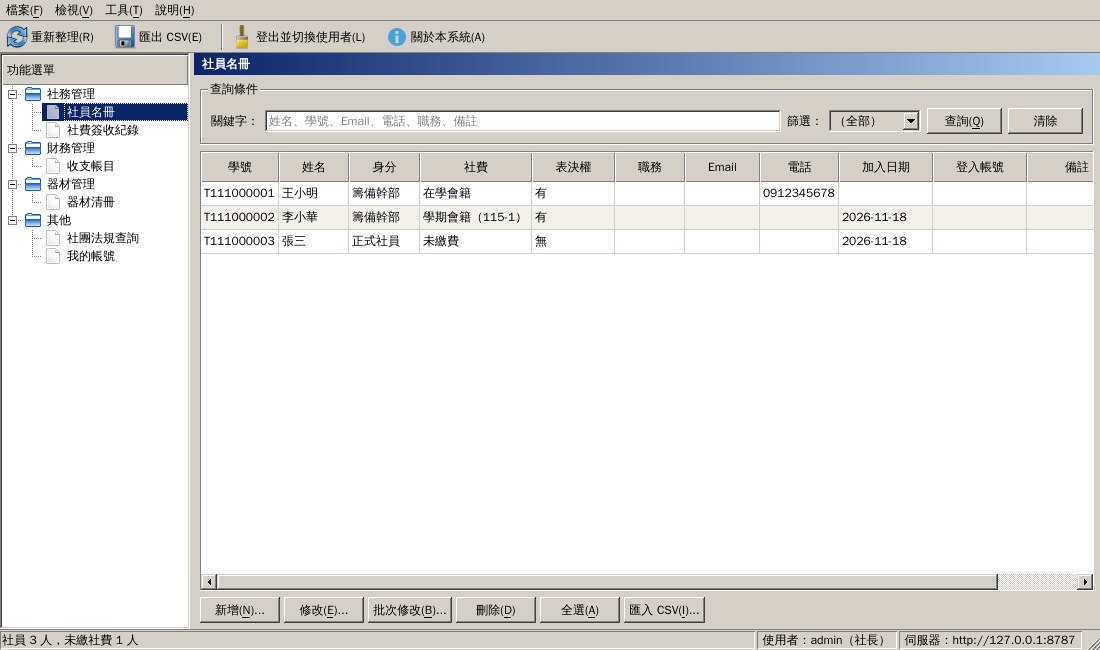 檔案(F) 檢視(V) 工具(T) 說明(H)
重新整理(R) 匯出 CSV(E) 登出並切換使用者(L) 關於本系統(A)
功能選單
社務管理
社員名冊
社費簽收紀錄
財務管理
收支帳目
器材管理
器材清冊
其他
社團法規查詢
我的帳號
社員名冊
查詢條件
關鍵字： 姓名、學號、Email、電話、職務、備註 篩選： （全部） 查詢(Q) 清除
學號 姓名 身分 社費 表決權 職務 Email 電話 加入日期 登入帳號 備註
T111000001 王小明 籌備幹部 在學會籍 有 0912345678
T111000002 李小華 籌備幹部 學期會籍（115-1） 有 2026-11-18
T111000003 張三 正式社員 未繳費 無 2026-11-18
新增(N)... 修改(E)... 批次修改(B)... 刪除(D) 全選(A) 匯入 CSV(I)...
社員 3 人，未繳社費 1 人 使用者：admin（社長） 伺服器：http://127.0.0.1:8787